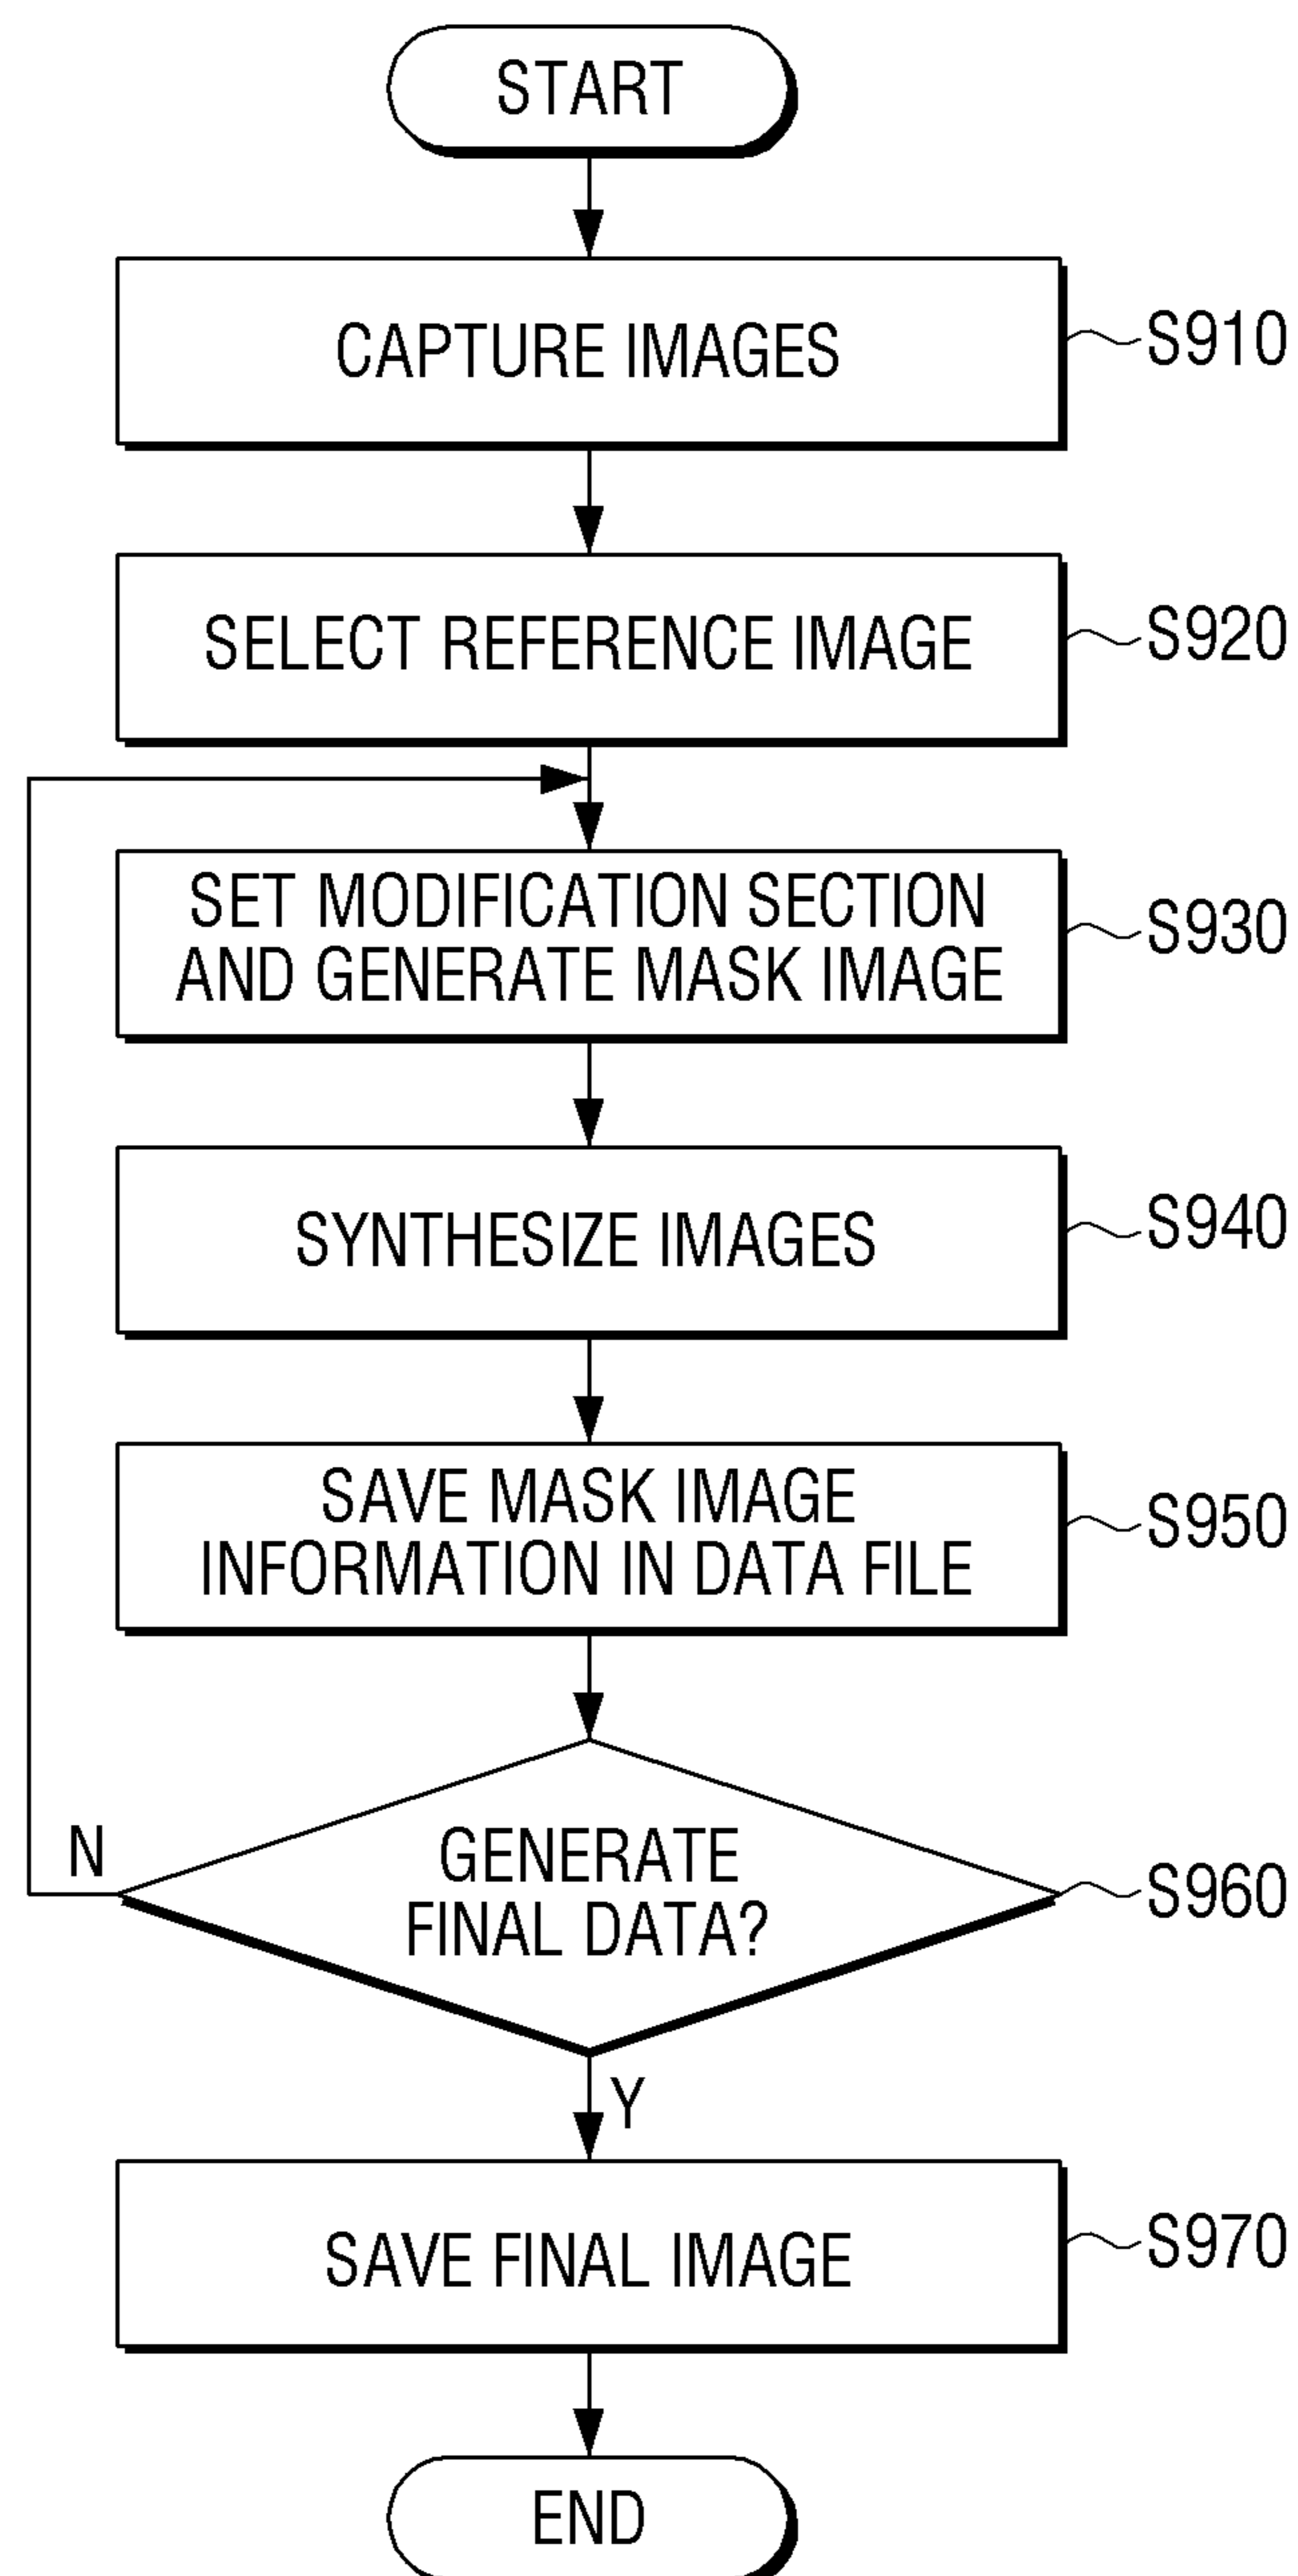 START
CAPTURE IMAGES
S910
SELECT REFERENCE IMAGE
S920
SET MODIFICATION SECTION
AND GENERATE MASK IMAGE
S930
SYNTHESIZE IMAGES
S940
SAVE MASK IMAGE
INFORMATION IN DATA FILE
S950
N
GENERATE
FINAL DATA?
S960
Y
SAVE FINAL IMAGE
S970
END